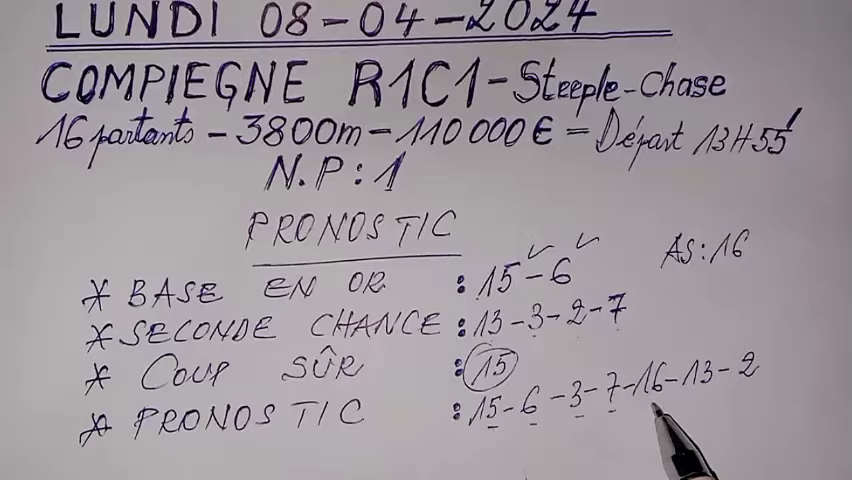 LUNDI 08-04-2024
COMPIEGNE R1C1-Steeple-Chase
16 partants - 3800m - 110 000€ = Départ 13H55'
N.P: 1
PRONOSTIC
* BASE EN OR : 15 - 6
AS: 16
* SECONDE CHANCE : 13 - 3 - 2 - 7
* COUP SÛR : 15
* PRONOSTIC : 15 - 6 - 3 - 7 - 16 - 13 - 2